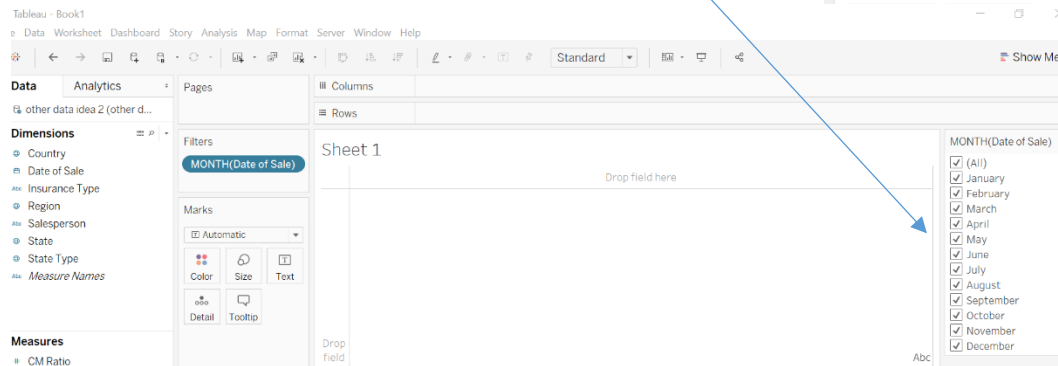 Tableau - Book1
Data Worksheet Dashboard Story Analysis Map Format Server Window Help
Standard
Show Me
Data Analytics
other data idea 2 (other d...
Dimensions
Country
Date of Sale
Abc Insurance Type
Region
Abc Salesperson
State
State Type
Abc Measure Names
Measures
# CM Ratio
Pages
Filters
MONTH(Date of Sale)
Marks
T Automatic
Color Size Text
Detail Tooltip
Columns
Rows
Sheet 1
Drop field here
Drop
field
Abc
MONTH(Date of Sale)
(All)
January
February
March
April
May
June
July
August
September
October
November
December